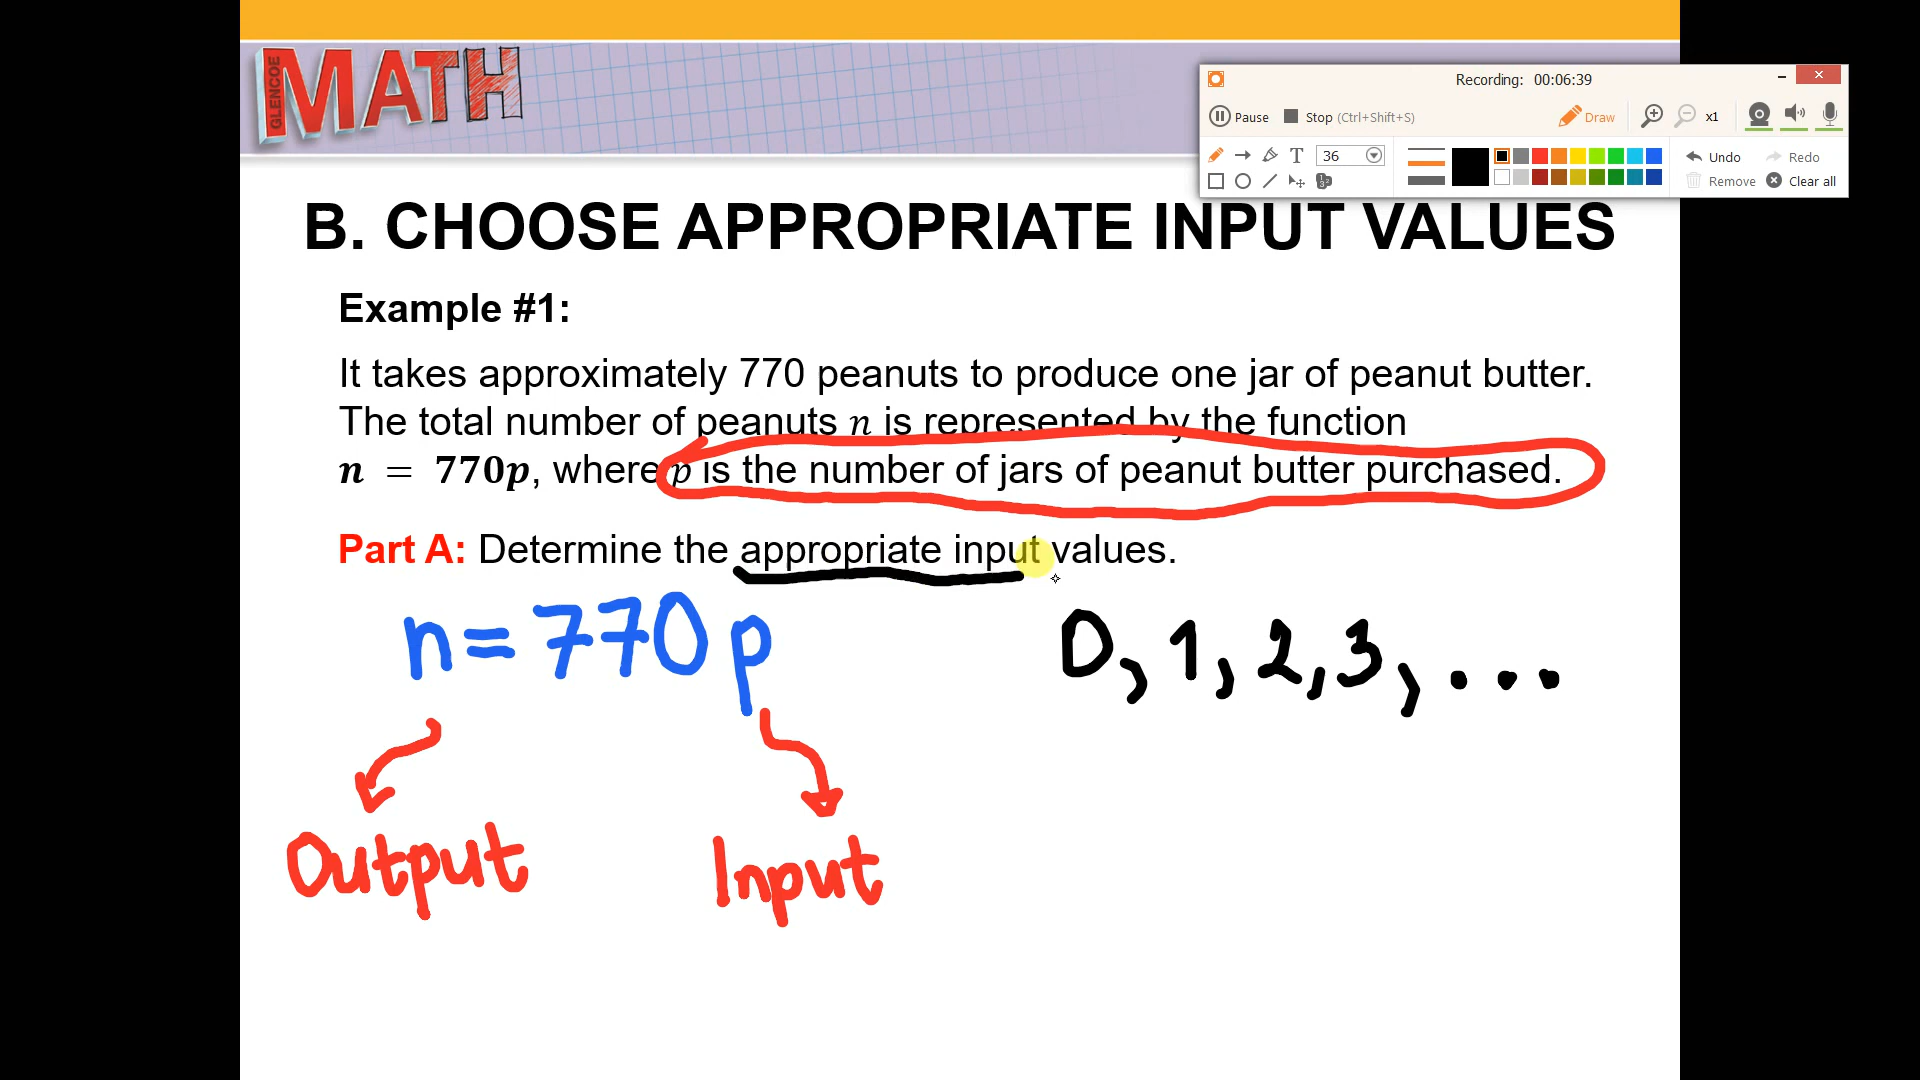 GLENCOE
MATH
Recording: 00:06:39
Pause Stop (Ctrl+Shift+S) Draw x1
T 36 Undo Redo
Remove Clear all
B. CHOOSE APPROPRIATE INPUT VALUES
Example #1:
It takes approximately 770 peanuts to produce one jar of peanut butter.
The total number of peanuts n is represented by the function
n = 770p, where p is the number of jars of peanut butter purchased.
Part A: Determine the appropriate input values.
n = 770 p
0, 1, 2, 3, ...
Output Input